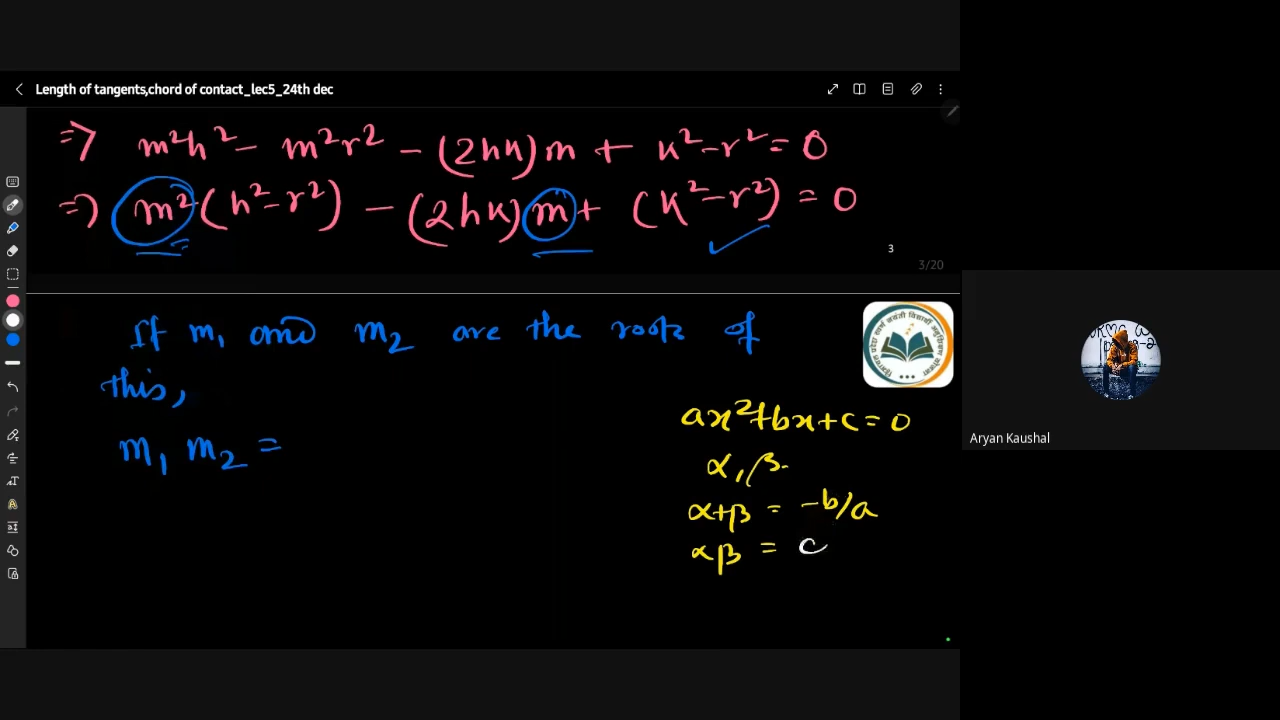 Length of tangents,chord of contact_lec5_24th dec
=> m²h² - m²r² - (2hk)m + k² - r² = 0
=> m²(h²-r²) - (2hk)m + (k²-r²) = 0
3
3/20
If m₁ and m₂ are the roots of
this,
m₁ m₂ =
ax²+bx+c=0
α, β.
α+β = -b/a
αβ = c
Aryan Kaushal